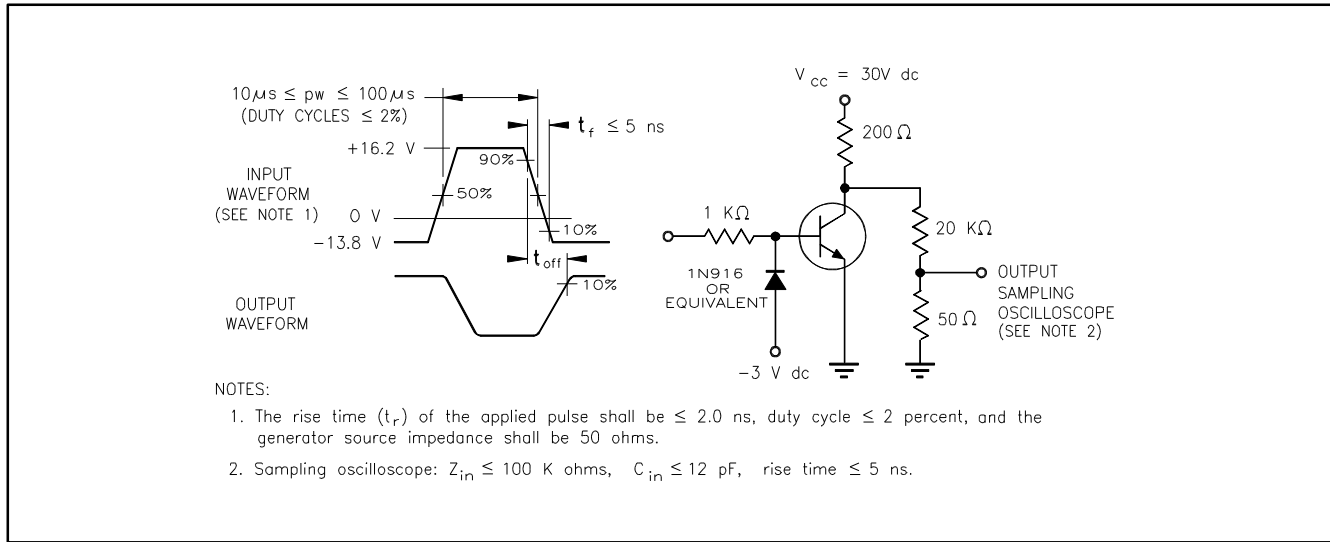 10μs ≤ pw ≤ 100μs
(DUTY CYCLES ≤ 2%)
t_f ≤ 5 ns
+16.2 V
90%
INPUT
WAVEFORM
(SEE NOTE 1)
50%
0 V
10%
-13.8 V
t_off
10%
OUTPUT
WAVEFORM
V_CC = 30V dc
200 Ω
1 KΩ
20 KΩ
1N916
OR
EQUIVALENT
OUTPUT
SAMPLING
OSCILLOSCOPE
(SEE NOTE 2)
50 Ω
-3 V dc
NOTES:
1. The rise time (t_r) of the applied pulse shall be ≤ 2.0 ns, duty cycle ≤ 2 percent, and the
generator source impedance shall be 50 ohms.
2. Sampling oscilloscope: Z_in ≤ 100 K ohms, C_in ≤ 12 pF, rise time ≤ 5 ns.